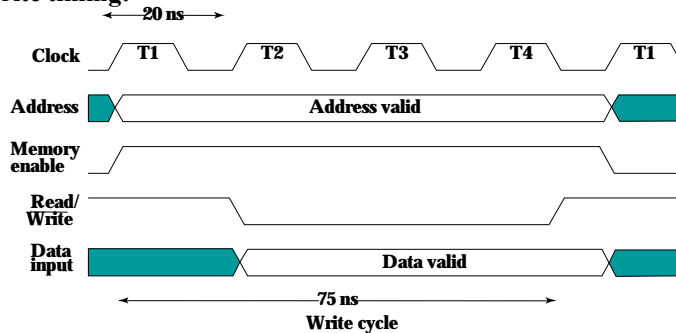 20 ns
Clock T1 T2 T3 T4 T1
Address Address valid
Memory
enable
Read/
Write
Data
input
Data valid
75 ns
Write cycle